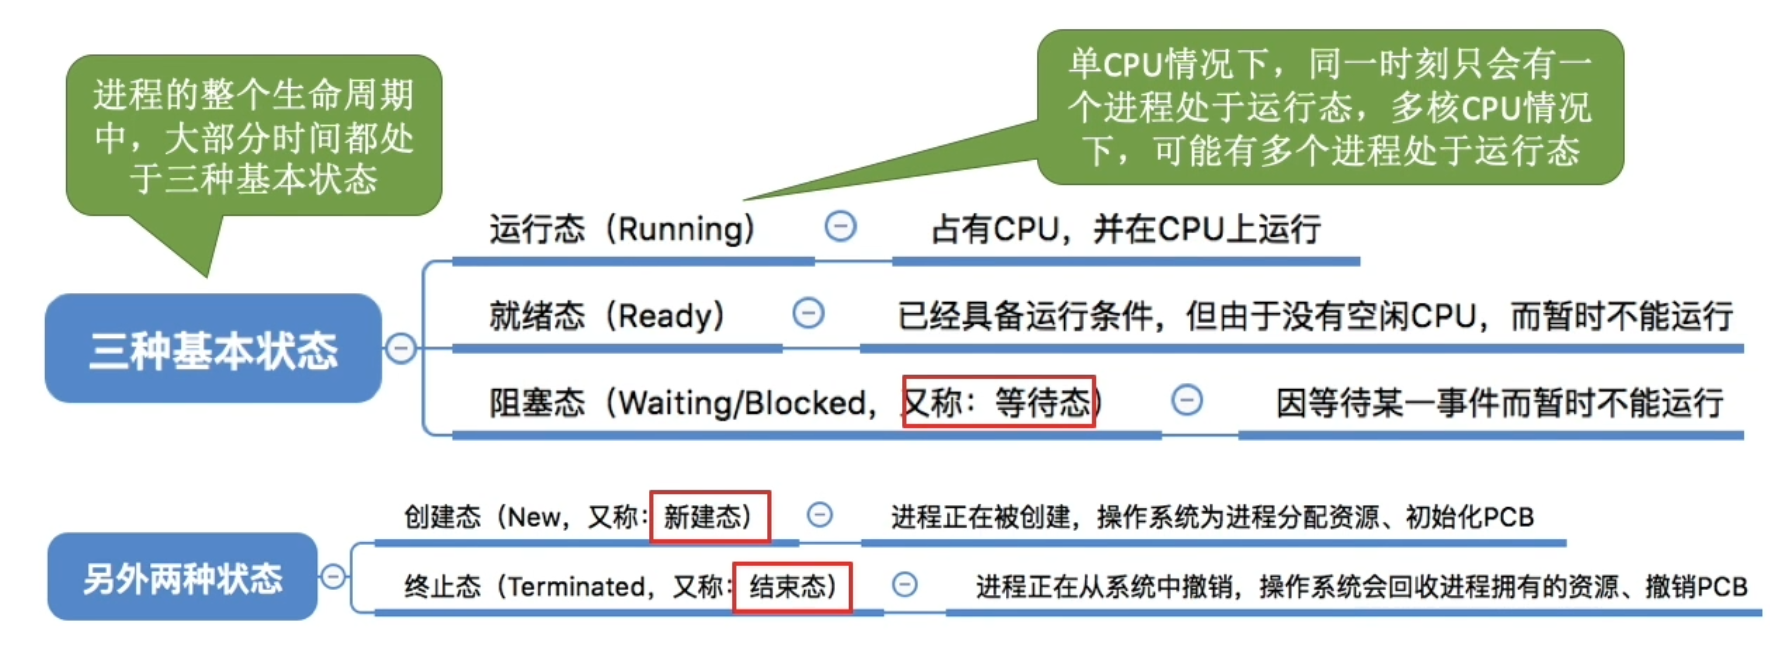 进程的整个生命周期
中，大部分时间都处
于三种基本状态
单CPU情况下，同一时刻只会有一
个进程处于运行态，多核CPU情况
下，可能有多个进程处于运行态
三种基本状态
运行态（Running） 占有CPU，并在CPU上运行
就绪态（Ready） 已经具备运行条件，但由于没有空闲CPU，而暂时不能运行
阻塞态（Waiting/Blocked，又称：等待态） 因等待某一事件而暂时不能运行
另外两种状态
创建态（New，又称：新建态） 进程正在被创建，操作系统为进程分配资源、初始化PCB
终止态（Terminated，又称：结束态） 进程正在从系统中撤销，操作系统会回收进程拥有的资源、撤销PCB